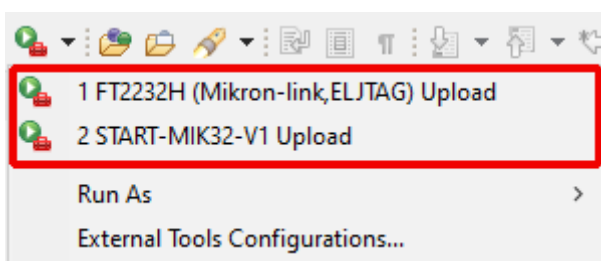 1 FT2232H (Mikron-link,ELJTAG) Upload
2 START-MIK32-V1 Upload
Run As
External Tools Configurations...